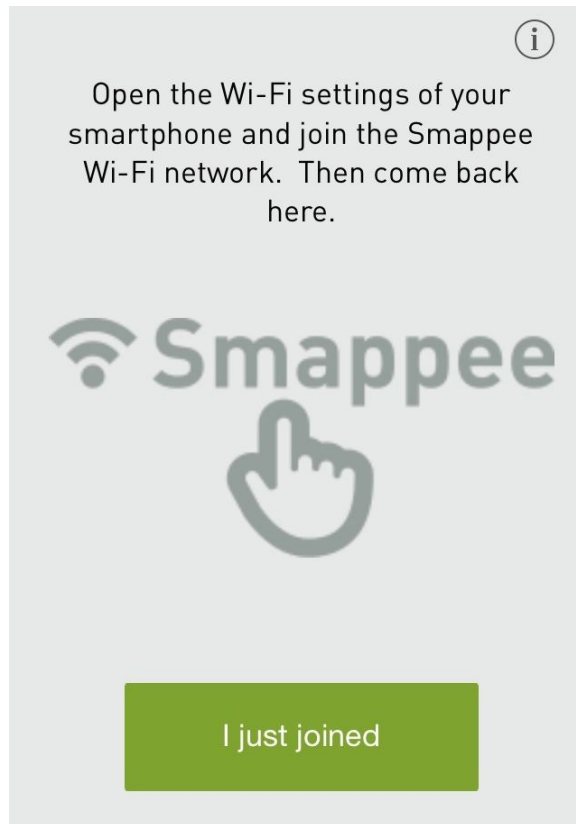 i
Open the Wi-Fi settings of your
smartphone and join the Smappee
Wi-Fi network.  Then come back
here.
Smappee
I just joined